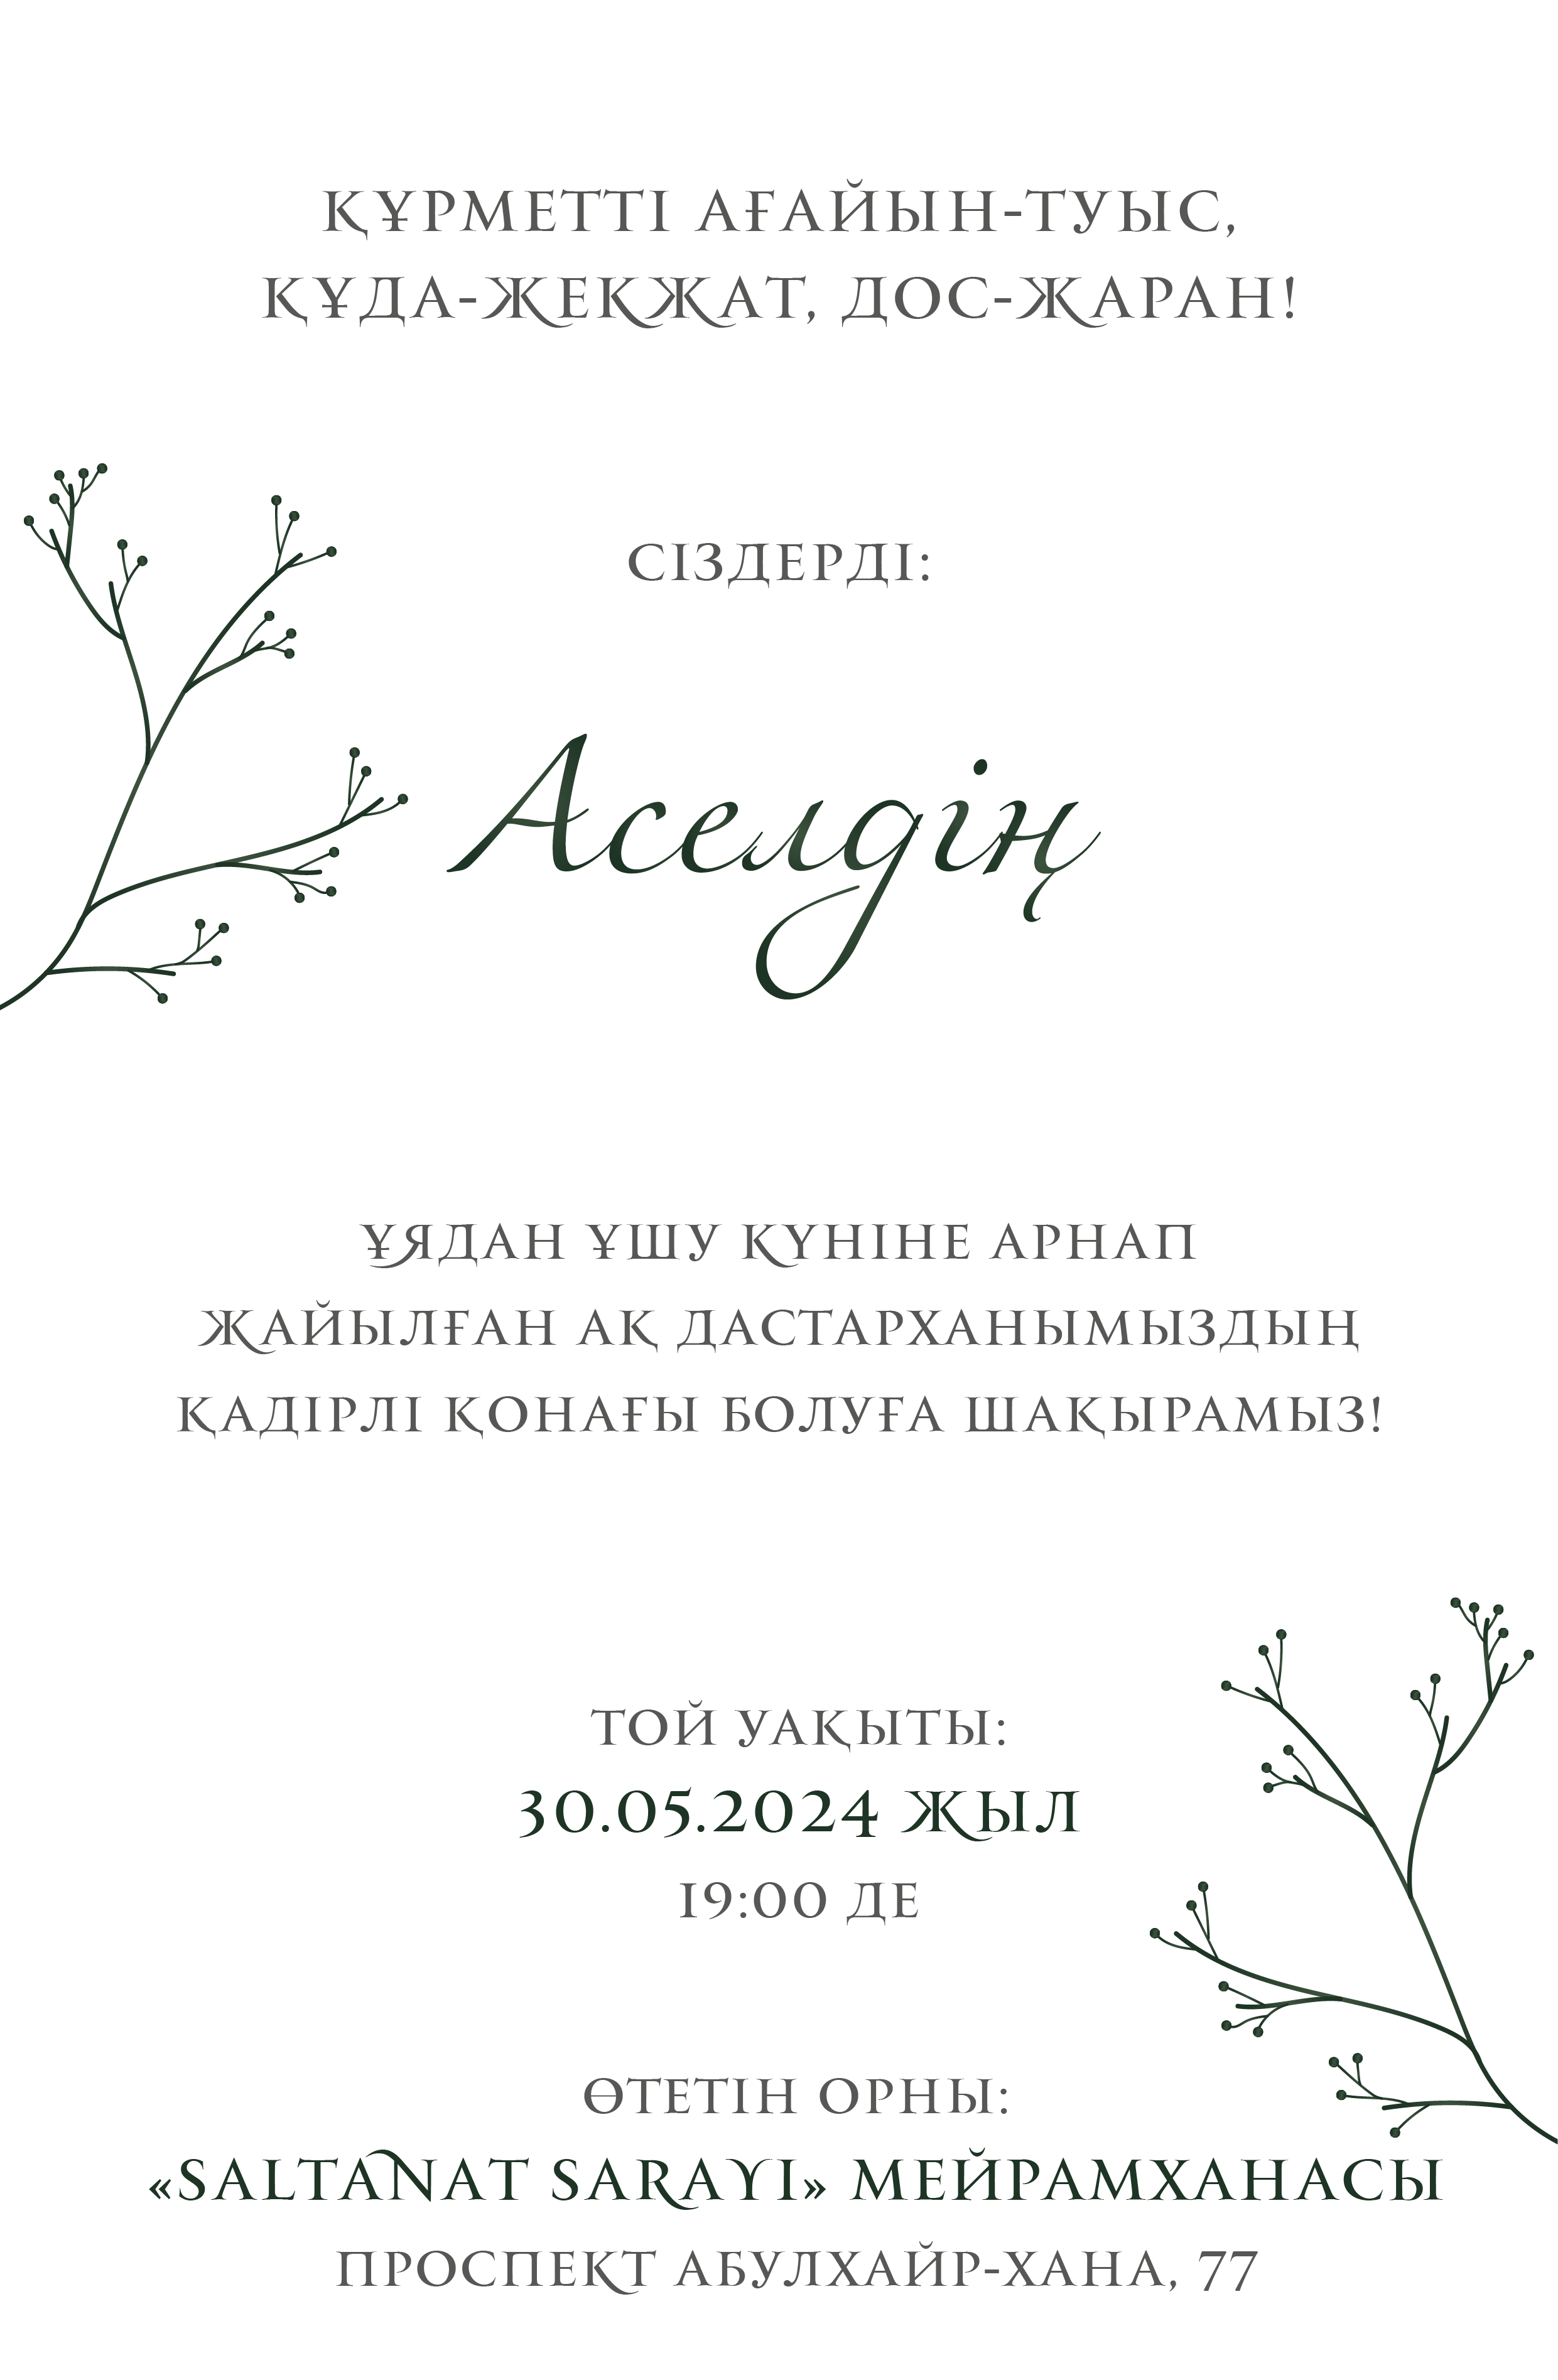 ҚҰРМЕТТІ АҒАЙЫН-ТУЫС,
ҚҰДА-ЖЕКЖАТ, ДОС-ЖАРАН!
СІЗДЕРДІ:
Аселдің
ҰЯДАН ҰШУ КҮНІНЕ АРНАП
ЖАЙЫЛҒАН АҚ ДАСТАРХАНЫМЫЗДЫҢ
ҚАДІРЛІ ҚОНАҒЫ БОЛУҒА ШАҚЫРАМЫЗ!
ТОЙ УАҚЫТЫ:
30.05.2024 ЖЫЛ
19:00 ДЕ
ӨТЕТІН ОРНЫ:
«SALTANAT SARAYI» МЕЙРАМХАНАСЫ
ПРОСПЕКТ АБУЛХАЙР-ХАНА, 77